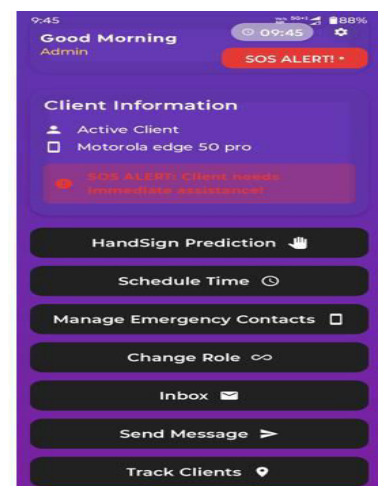 9:45
5G+
88%
Good Morning
09:45
Admin
SOS ALERT!
Client Information
Active Client
Motorola edge 50 pro
SOS ALERT: Client needs
immediate assistance!
HandSign Prediction
Schedule Time
Manage Emergency Contacts
Change Role
Inbox
Send Message
Track Clients